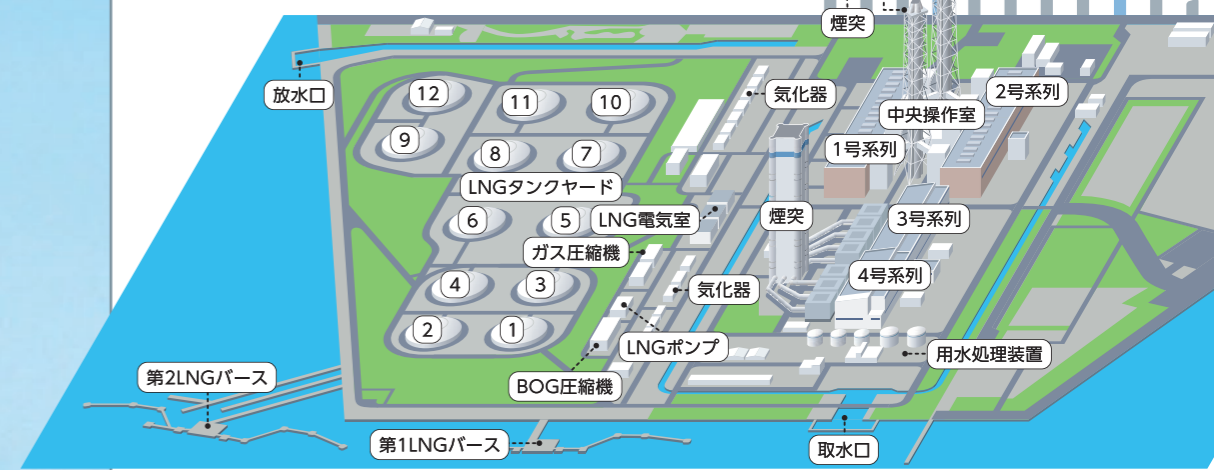 煙突
放水口
12
11
10
気化器
2号系列
中央操作室
9
8
7
1号系列
LNGタンクヤード
6
5
LNG電気室
煙突
3号系列
ガス圧縮機
4
3
気化器
4号系列
2
1
LNGポンプ
用水処理装置
BOG圧縮機
第2LNGバース
第1LNGバース
取水口